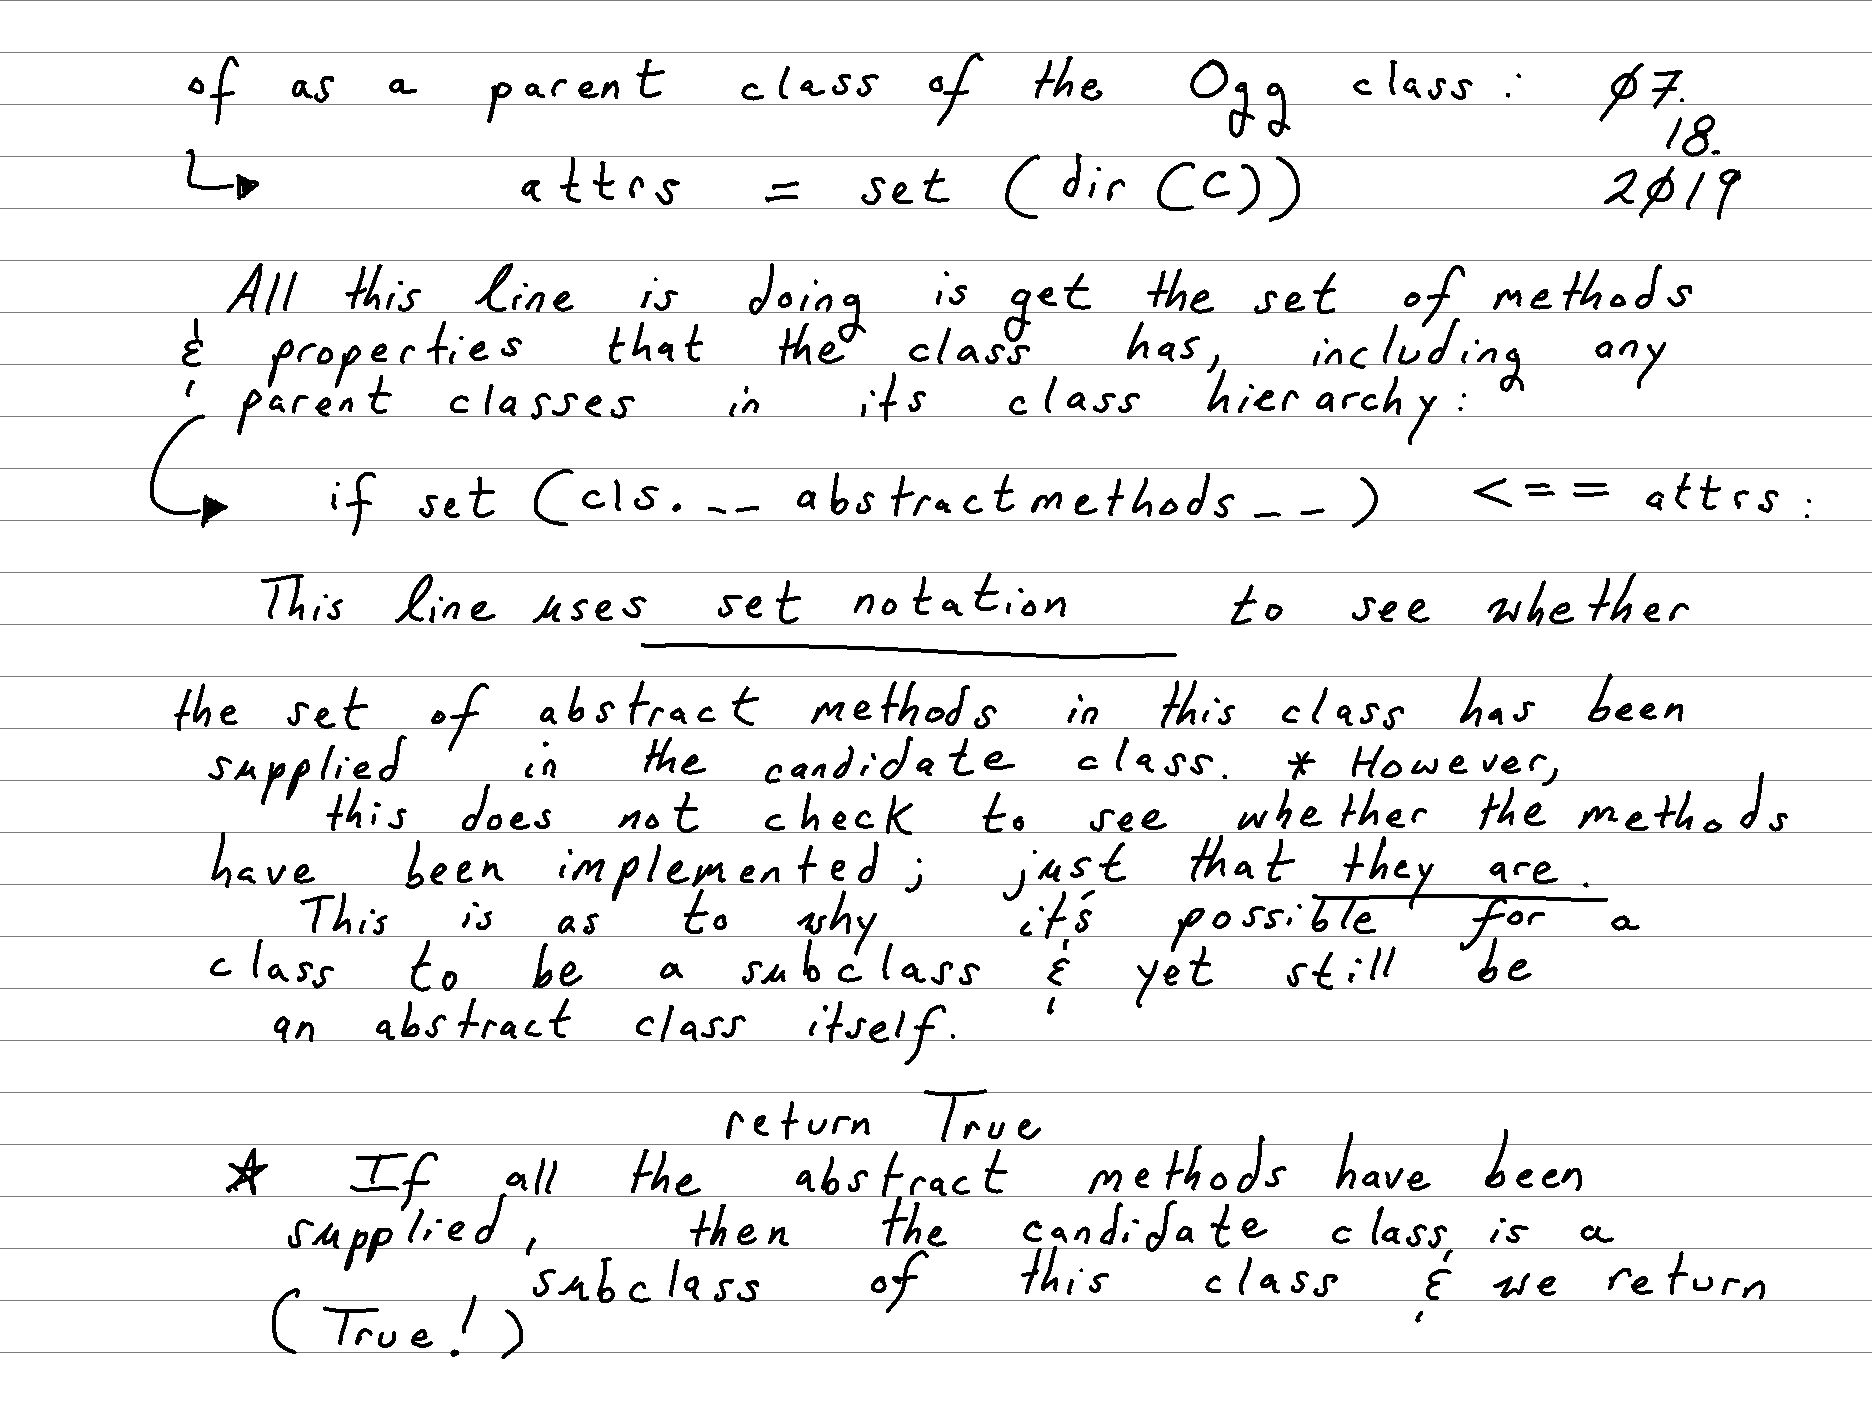 of as a parent class of the Ogg class: Ø7.
18.
↳ attrs = set (dir (C)) 2Ø19
All this line is doing is get the set of methods
& properties that the class has, including any
parent classes in its class hierarchy:
if set (cls. __ abstractmethods __ ) <== attrs:
This line uses set notation to see whether
the set of abstract methods in this class has been
supplied in the candidate class. * However,
this does not check to see whether the methods
have been implemented; just that they are.
This is as to why it's possible for a
class to be a subclass & yet still be
an abstract class itself.
return True
★ If all the abstract methods have been
supplied, then the candidate class, is a
subclass of this class & we return
(True!)